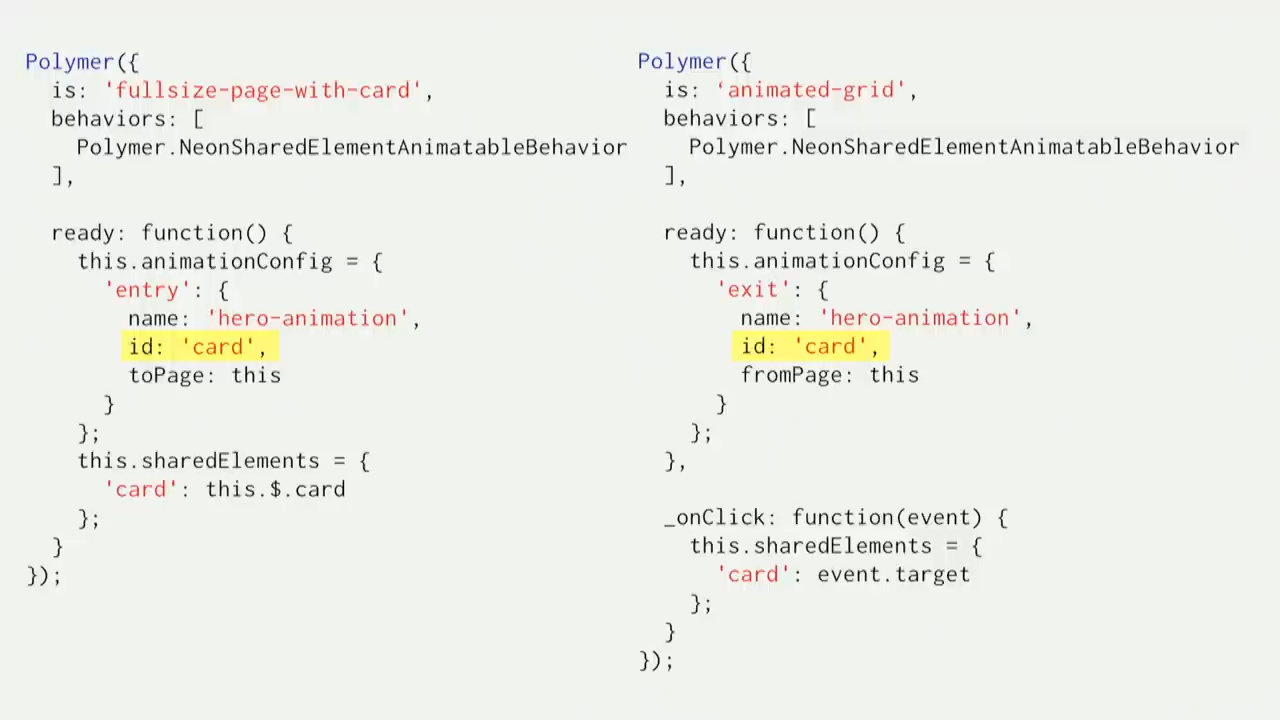 Polymer({
  is: 'fullsize-page-with-card',
  behaviors: [
    Polymer.NeonSharedElementAnimatableBehavior
  ],

  ready: function() {
    this.animationConfig = {
      'entry': {
        name: 'hero-animation',
        id: 'card',
        toPage: this
      }
    };
    this.sharedElements = {
      'card': this.$.card
    };
  }
});

Polymer({
  is: ‘animated-grid',
  behaviors: [
    Polymer.NeonSharedElementAnimatableBehavior
  ],

  ready: function() {
    this.animationConfig = {
      'exit': {
        name: 'hero-animation',
        id: 'card',
        fromPage: this
      }
    };
  },

  _onClick: function(event) {
    this.sharedElements = {
      'card': event.target
    };
  }
});